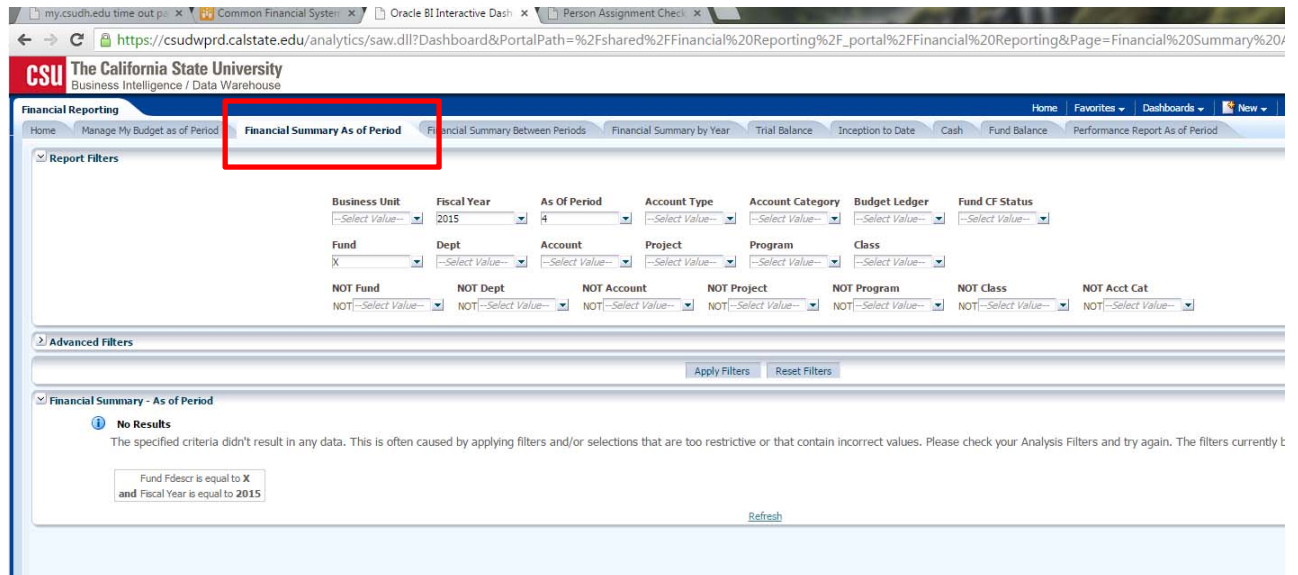 my.csudh.edu time out pa Common Financial System Oracle BI Interactive Dash Person Assignment Check
https://csudwprd.calstate.edu/analytics/saw.dll?Dashboard&PortalPath=%2Fshared%2FFinancial%20Reporting%2F_portal%2FFinancial%20Reporting&Page=Financial%20Summary%20A
CSU The California State University
Business Intelligence / Data Warehouse
Financial Reporting Home Favorites Dashboards New
Home Manage My Budget as of Period Financial Summary As of Period Financial Summary Between Periods Financial Summary by Year Trial Balance Inception to Date Cash Fund Balance Performance Report As of Period
Report Filters
Business Unit Fiscal Year As Of Period Account Type Account Category Budget Ledger Fund CF Status
--Select Value-- 2015 4 --Select Value-- --Select Value-- --Select Value-- --Select Value--
Fund Dept Account Project Program Class
X --Select Value-- --Select Value-- --Select Value-- --Select Value-- --Select Value--
NOT Fund NOT Dept NOT Account NOT Project NOT Program NOT Class NOT Acct Cat
NOT --Select Value-- NOT --Select Value-- NOT --Select Value-- NOT --Select Value-- NOT --Select Value-- NOT --Select Value-- NOT --Select Value--
Advanced Filters
Apply Filters Reset Filters
Financial Summary - As of Period
No Results
The specified criteria didn't result in any data. This is often caused by applying filters and/or selections that are too restrictive or that contain incorrect values. Please check your Analysis Filters and try again. The filters currently b
Fund Fdescr is equal to X
and Fiscal Year is equal to 2015
Refresh